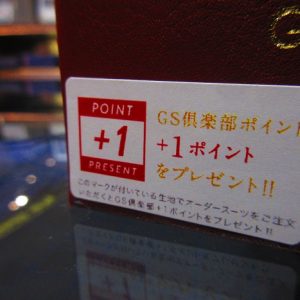 POINT
+1
PRESENT
GS倶楽部ポイント
+1ポイント
をプレゼント!!
このマークが付いている生地でオーダースーツをご注文
いただくとGS倶楽部+1ポイントをプレゼント!!